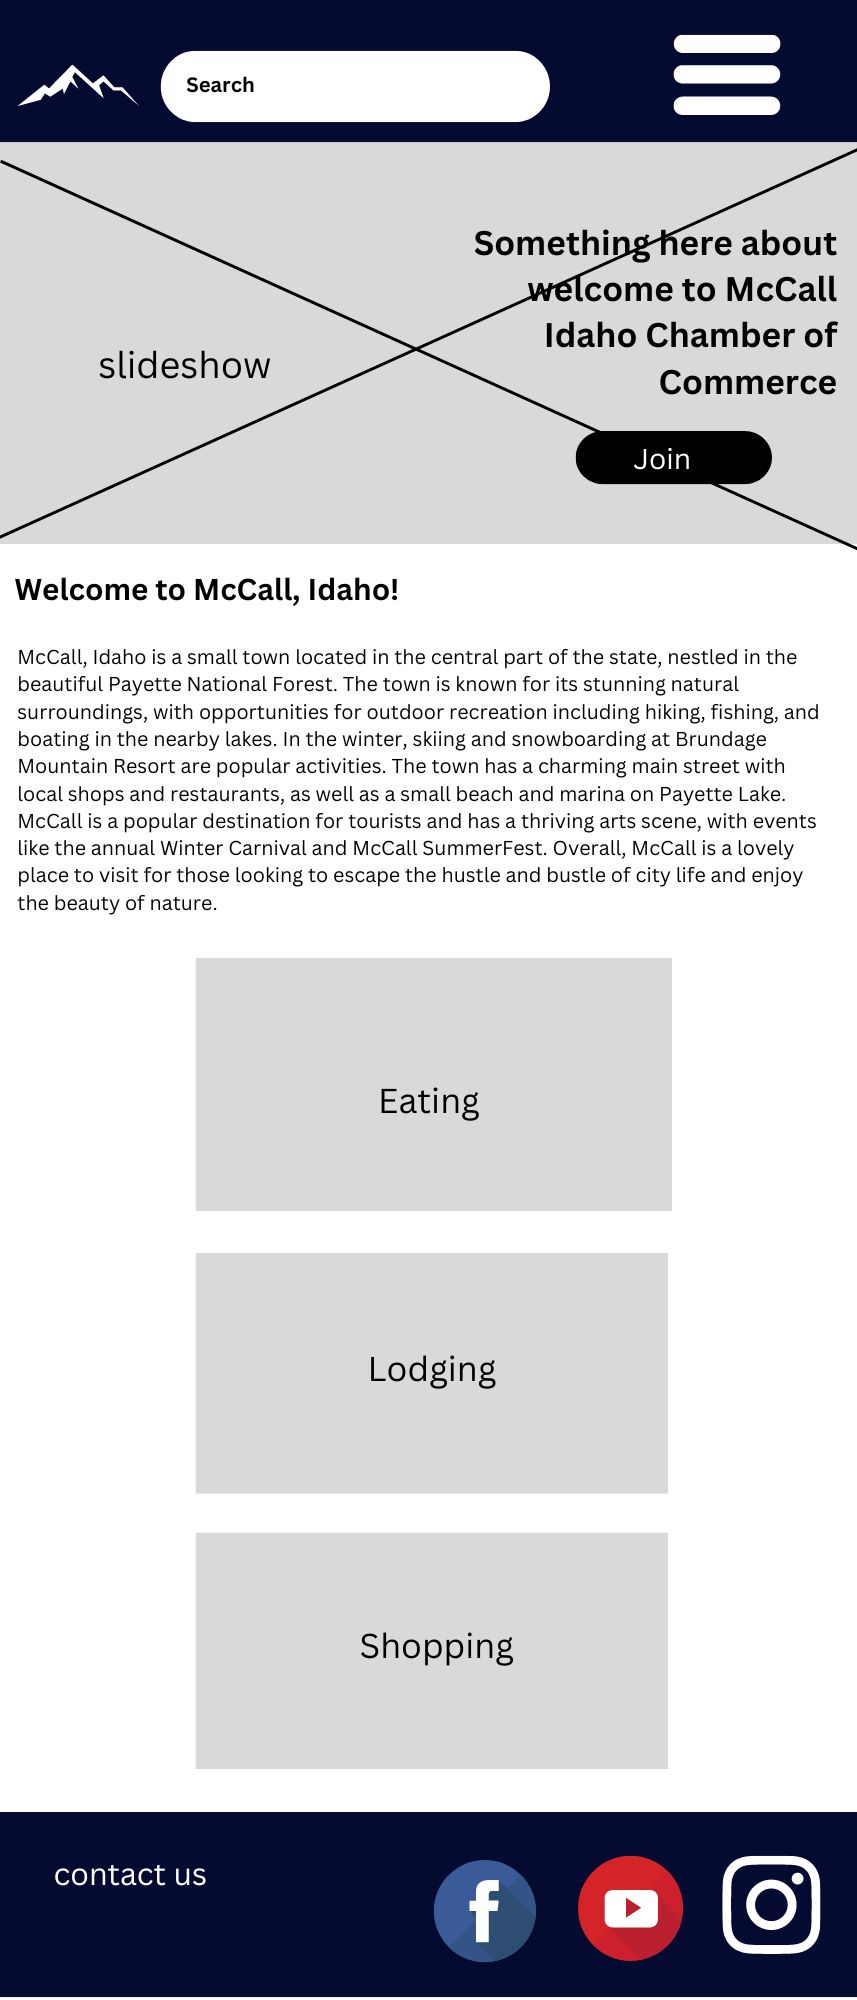 Search
Something here about
welcome to McCall
Idaho Chamber of
Commerce
slideshow
Join
Welcome to McCall, Idaho!
McCall, Idaho is a small town located in the central part of the state, nestled in the
beautiful Payette National Forest. The town is known for its stunning natural
surroundings, with opportunities for outdoor recreation including hiking, fishing, and
boating in the nearby lakes. In the winter, skiing and snowboarding at Brundage
Mountain Resort are popular activities. The town has a charming main street with
local shops and restaurants, as well as a small beach and marina on Payette Lake.
McCall is a popular destination for tourists and has a thriving arts scene, with events
like the annual Winter Carnival and McCall SummerFest. Overall, McCall is a lovely
place to visit for those looking to escape the hustle and bustle of city life and enjoy
the beauty of nature.
Eating
Lodging
Shopping
contact us
f